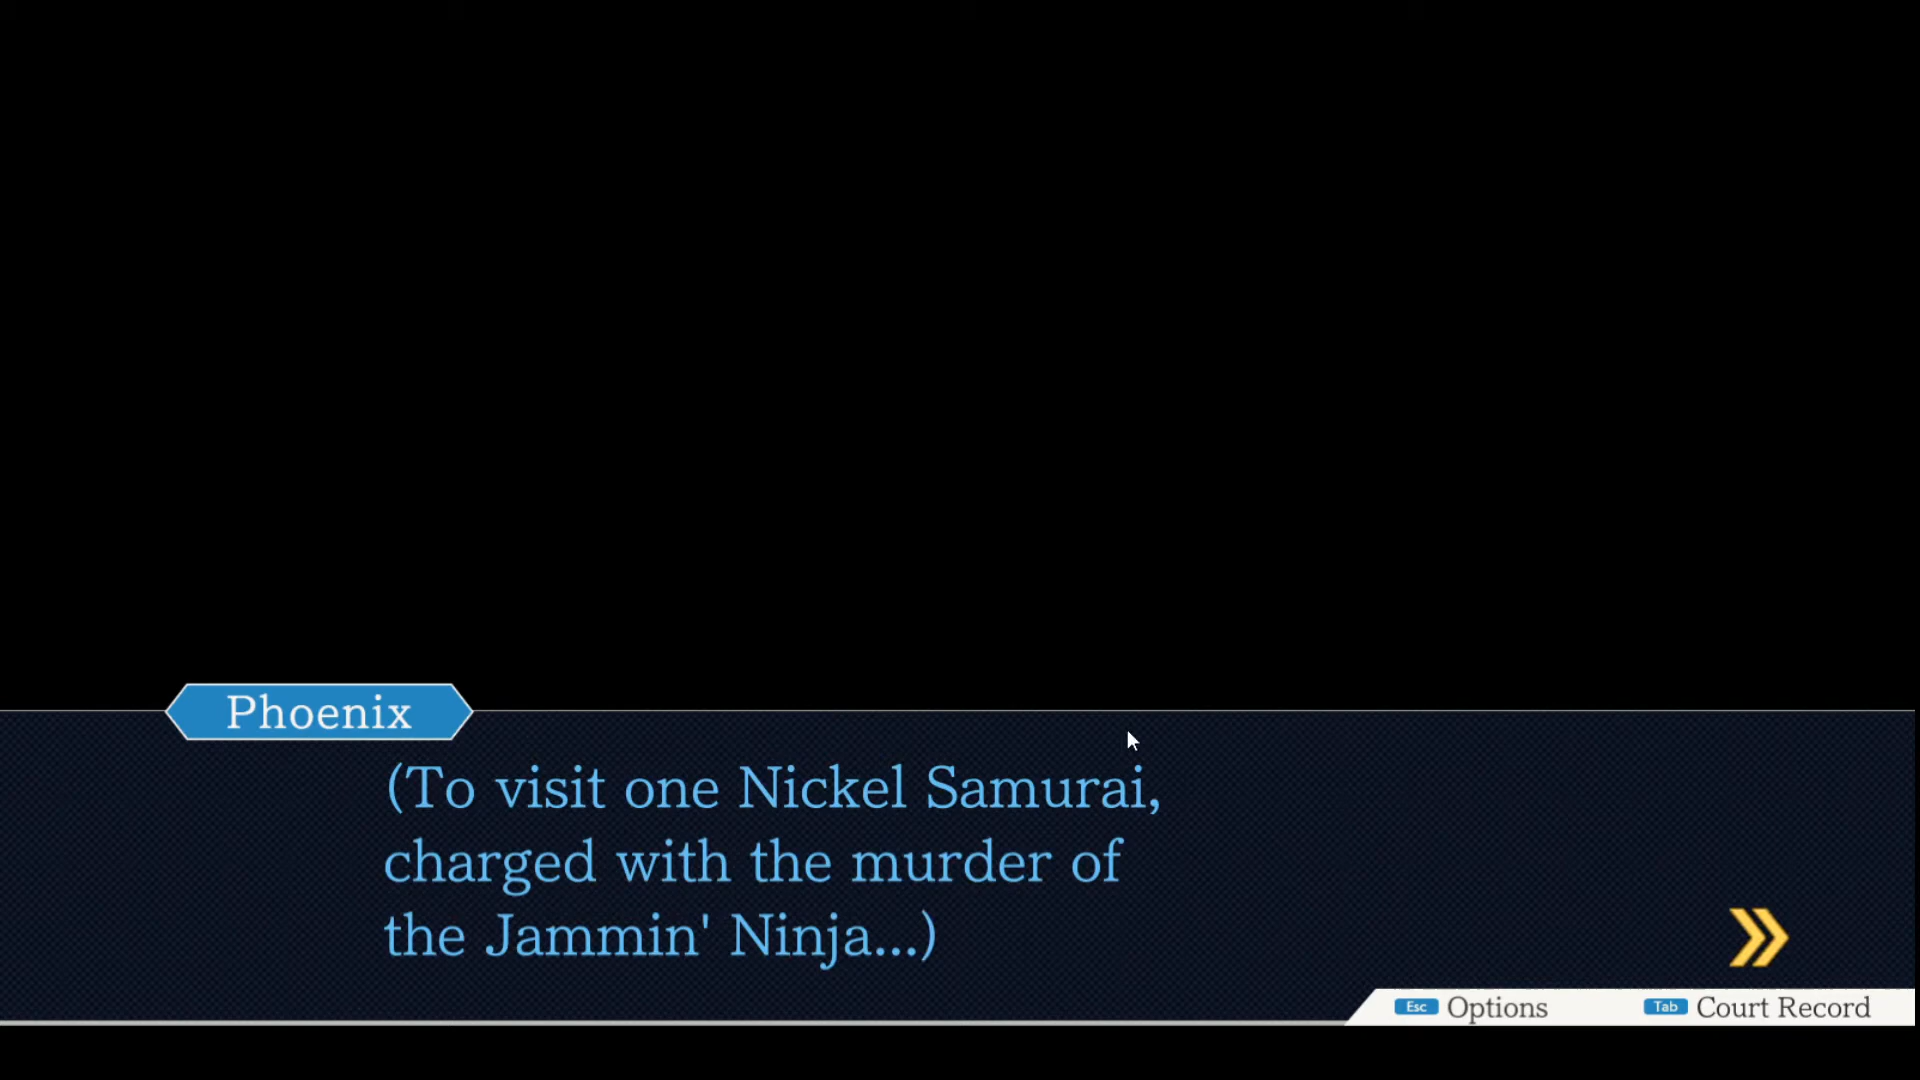 Phoenix
(To visit one Nickel Samurai,
charged with the murder of
the Jammin' Ninja...)
Esc Options Tab Court Record